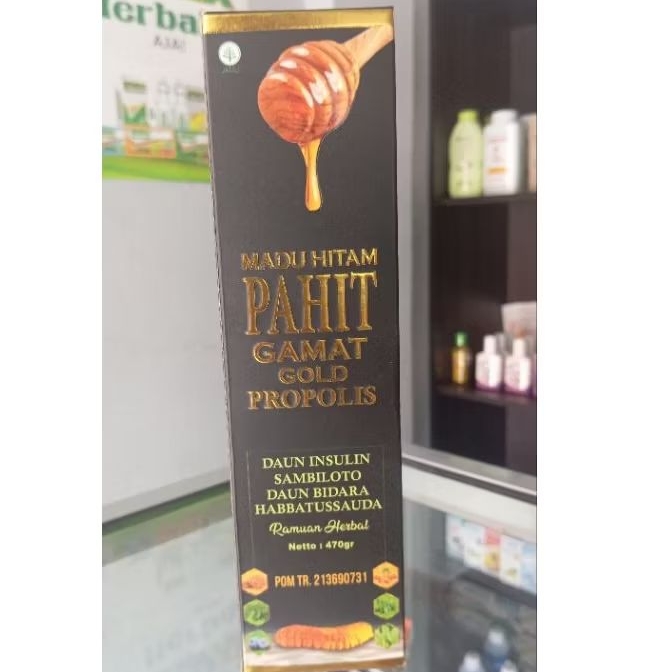 MADU HITAM
PAHIT
GAMAT
GOLD
PROPOLIS
DAUN INSULIN
SAMBILOTO
DAUN BIDARA
HABBATUSSAUDA
Ramuan Herbal
Netto : 470gr
POM TR. 213690731